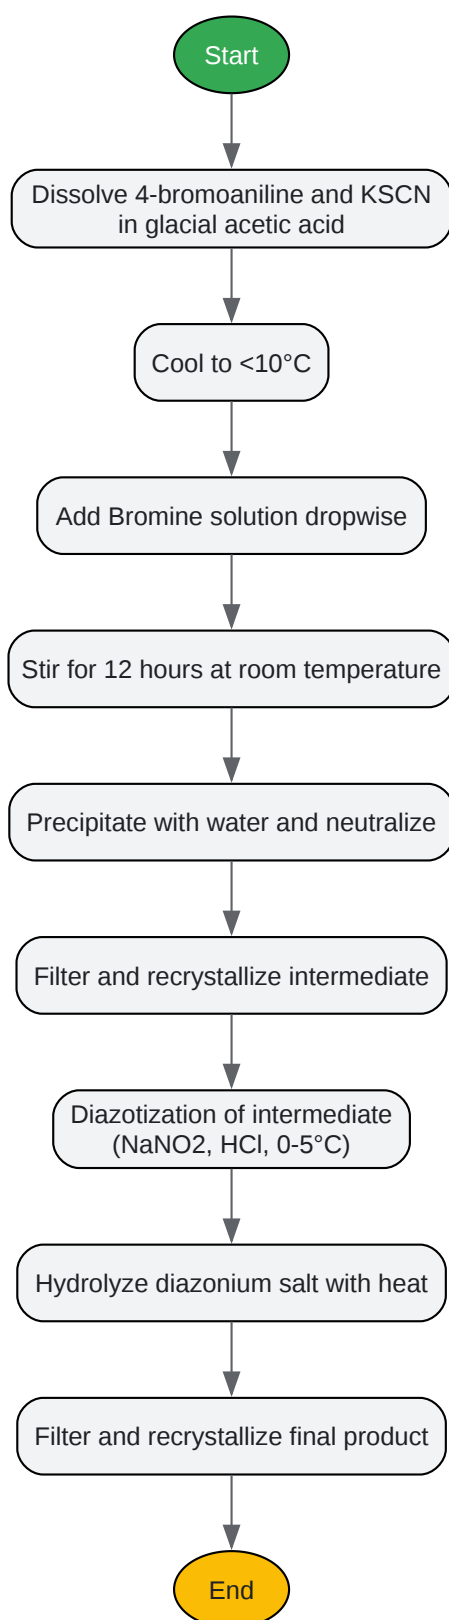 Start
Dissolve 4-bromoaniline and KSCN
in glacial acetic acid
Cool to <10°C
Add Bromine solution dropwise
Stir for 12 hours at room temperature
Precipitate with water and neutralize
Filter and recrystallize intermediate
Diazotization of intermediate
(NaNO2, HCl, 0-5°C)
Hydrolyze diazonium salt with heat
Filter and recrystallize final product
End